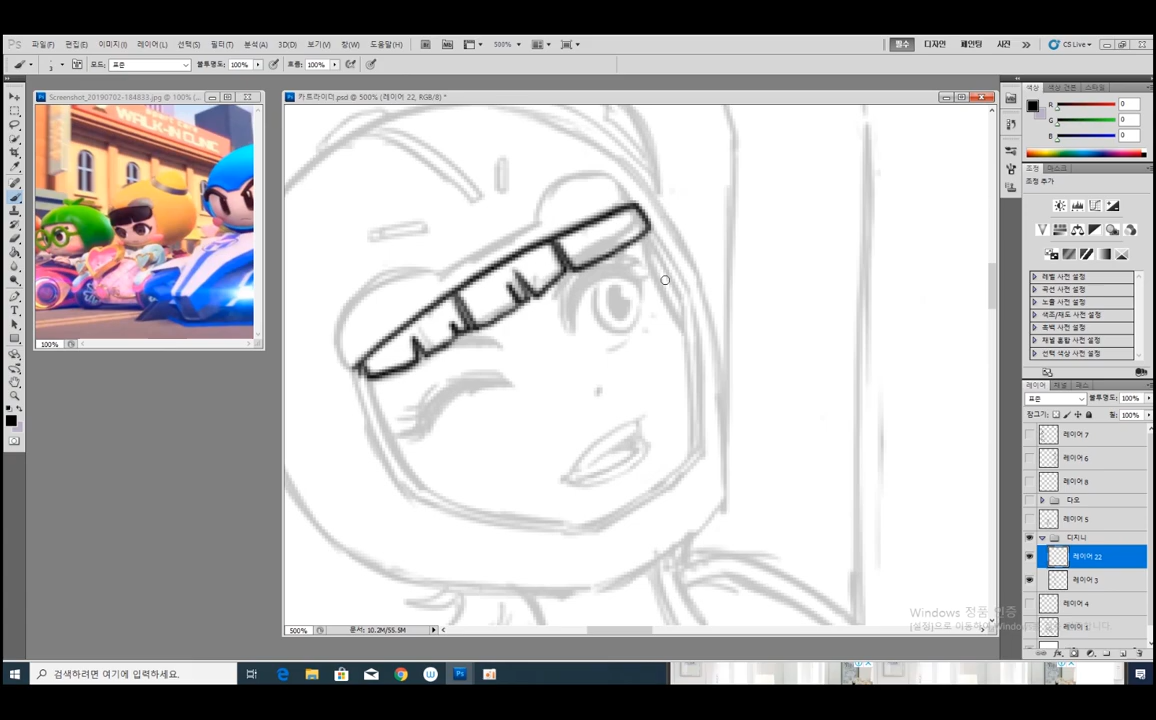 Ps 파일(F) 편집(E) 이미지(I) 레이어(L) 선택(S) 필터(T) 분석(A) 3D(D) 보기(V) 창(W) 도움말(H) Br Mb 500% 필수 디자인 페인팅 사진 CS Live
3 모드: 표준 불투명도: 100% 흐름: 100%
Screenshot_20190702-184833.jpg @ 100% (
카트라이더.psd @ 500% (레이어 22, RGB/8) *
WALK-IN CLINIC
100%
500% 문서: 10.2M/55.5M
색상 색상 견본 스타일
R 0
G 0
B 0
조정 마스크
조정 추가
레벨 사전 설정
곡선 사전 설정
노출 사전 설정
색조/채도 사전 설정
흑백 사전 설정
채널 혼합 사전 설정
선택 색상 사전 설정
레이어 채널 패스
표준 불투명도: 100%
잠그기: 칠: 100%
레이어 7
레이어 6
레이어 8
다오
레이어 5
디지니
레이어 22
레이어 3
레이어 4
레이어 1
Windows 정품 인증
검색하려면 여기에 입력하세요.